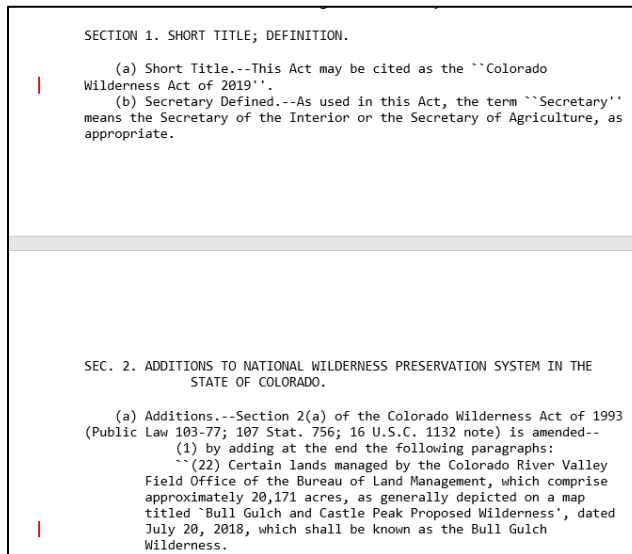 SECTION 1. SHORT TITLE; DEFINITION.
(a) Short Title.--This Act may be cited as the ``Colorado
Wilderness Act of 2019''.
(b) Secretary Defined.--As used in this Act, the term ``Secretary''
means the Secretary of the Interior or the Secretary of Agriculture, as
appropriate.
SEC. 2. ADDITIONS TO NATIONAL WILDERNESS PRESERVATION SYSTEM IN THE
STATE OF COLORADO.
(a) Additions.--Section 2(a) of the Colorado Wilderness Act of 1993
(Public Law 103-77; 107 Stat. 756; 16 U.S.C. 1132 note) is amended--
(1) by adding at the end the following paragraphs:
``(22) Certain lands managed by the Colorado River Valley
Field Office of the Bureau of Land Management, which comprise
approximately 20,171 acres, as generally depicted on a map
titled `Bull Gulch and Castle Peak Proposed Wilderness', dated
July 20, 2018, which shall be known as the Bull Gulch
Wilderness.